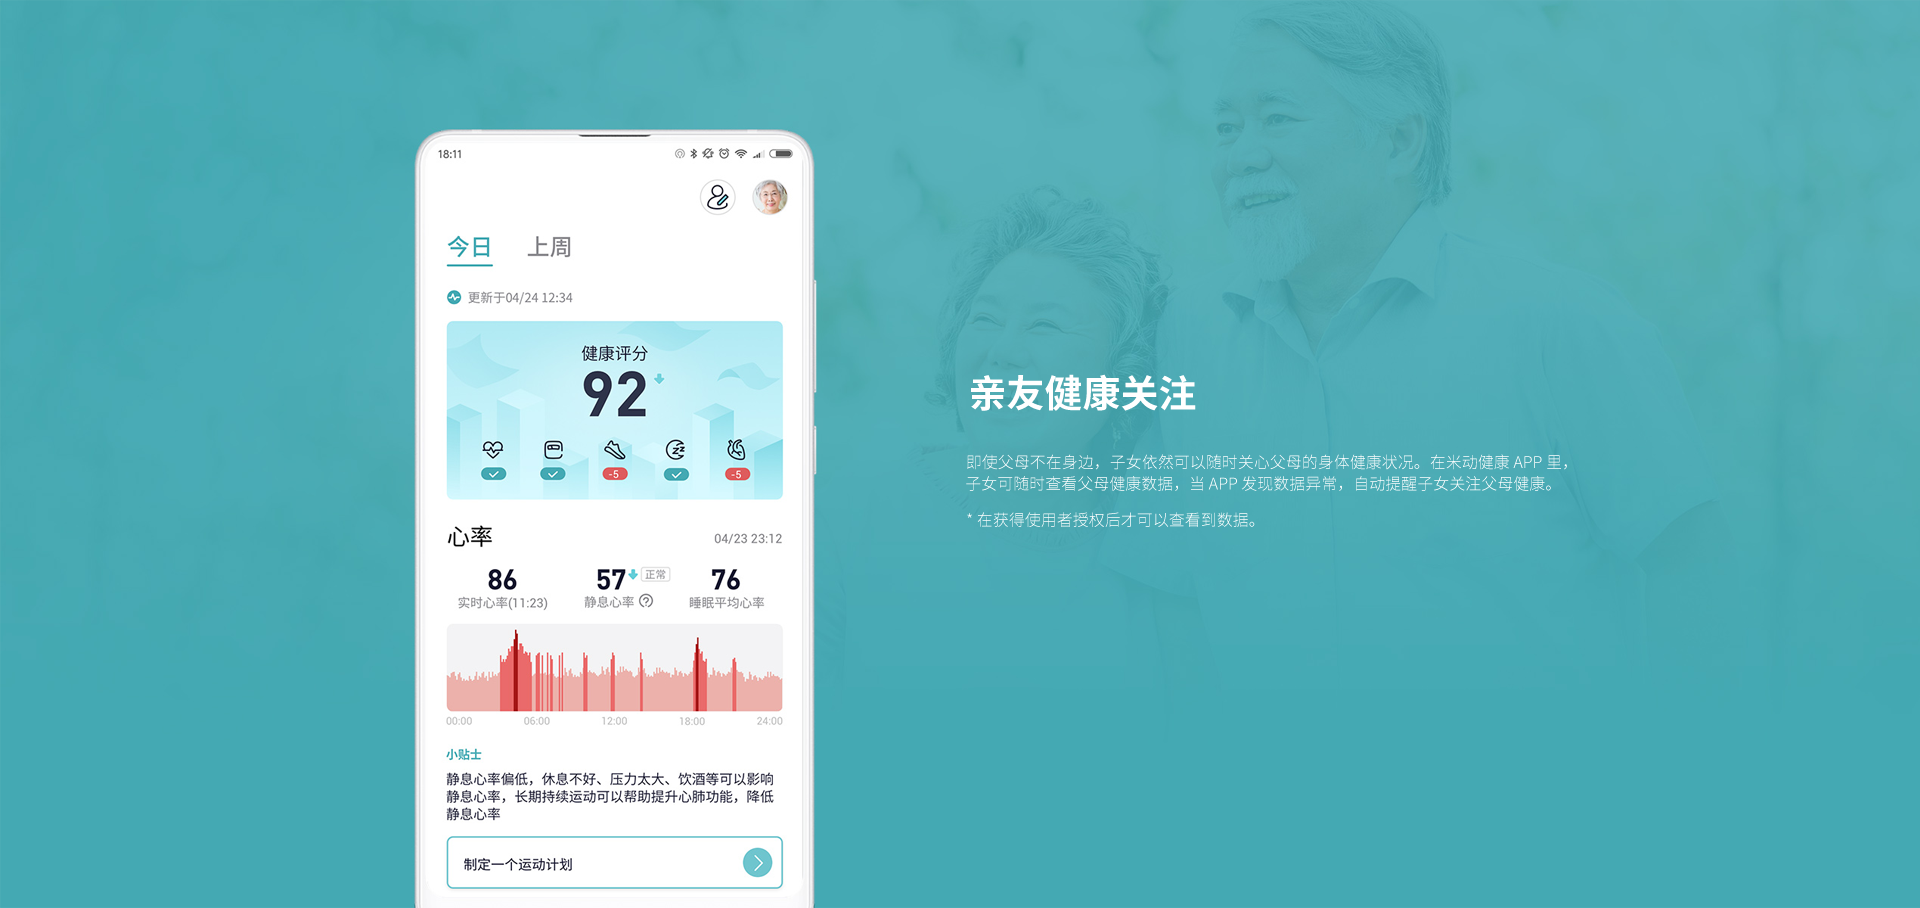 18:11
今日
上周
更新于04/24 12:34
健康评分
92
-5
-5
心率
04/23 23:12
86
57
正常
76
实时心率(11:23)
静息心率
睡眠平均心率
00:00
06:00
12:00
18:00
24:00
小贴士
静息心率偏低，休息不好、压力太大、饮酒等可以影响
静息心率，长期持续运动可以帮助提升心肺功能，降低
静息心率
制定一个运动计划
亲友健康关注
即使父母不在身边，子女依然可以随时关心父母的身体健康状况。在米动健康 APP 里，
子女可随时查看父母健康数据，当 APP 发现数据异常，自动提醒子女关注父母健康。
* 在获得使用者授权后才可以查看到数据。